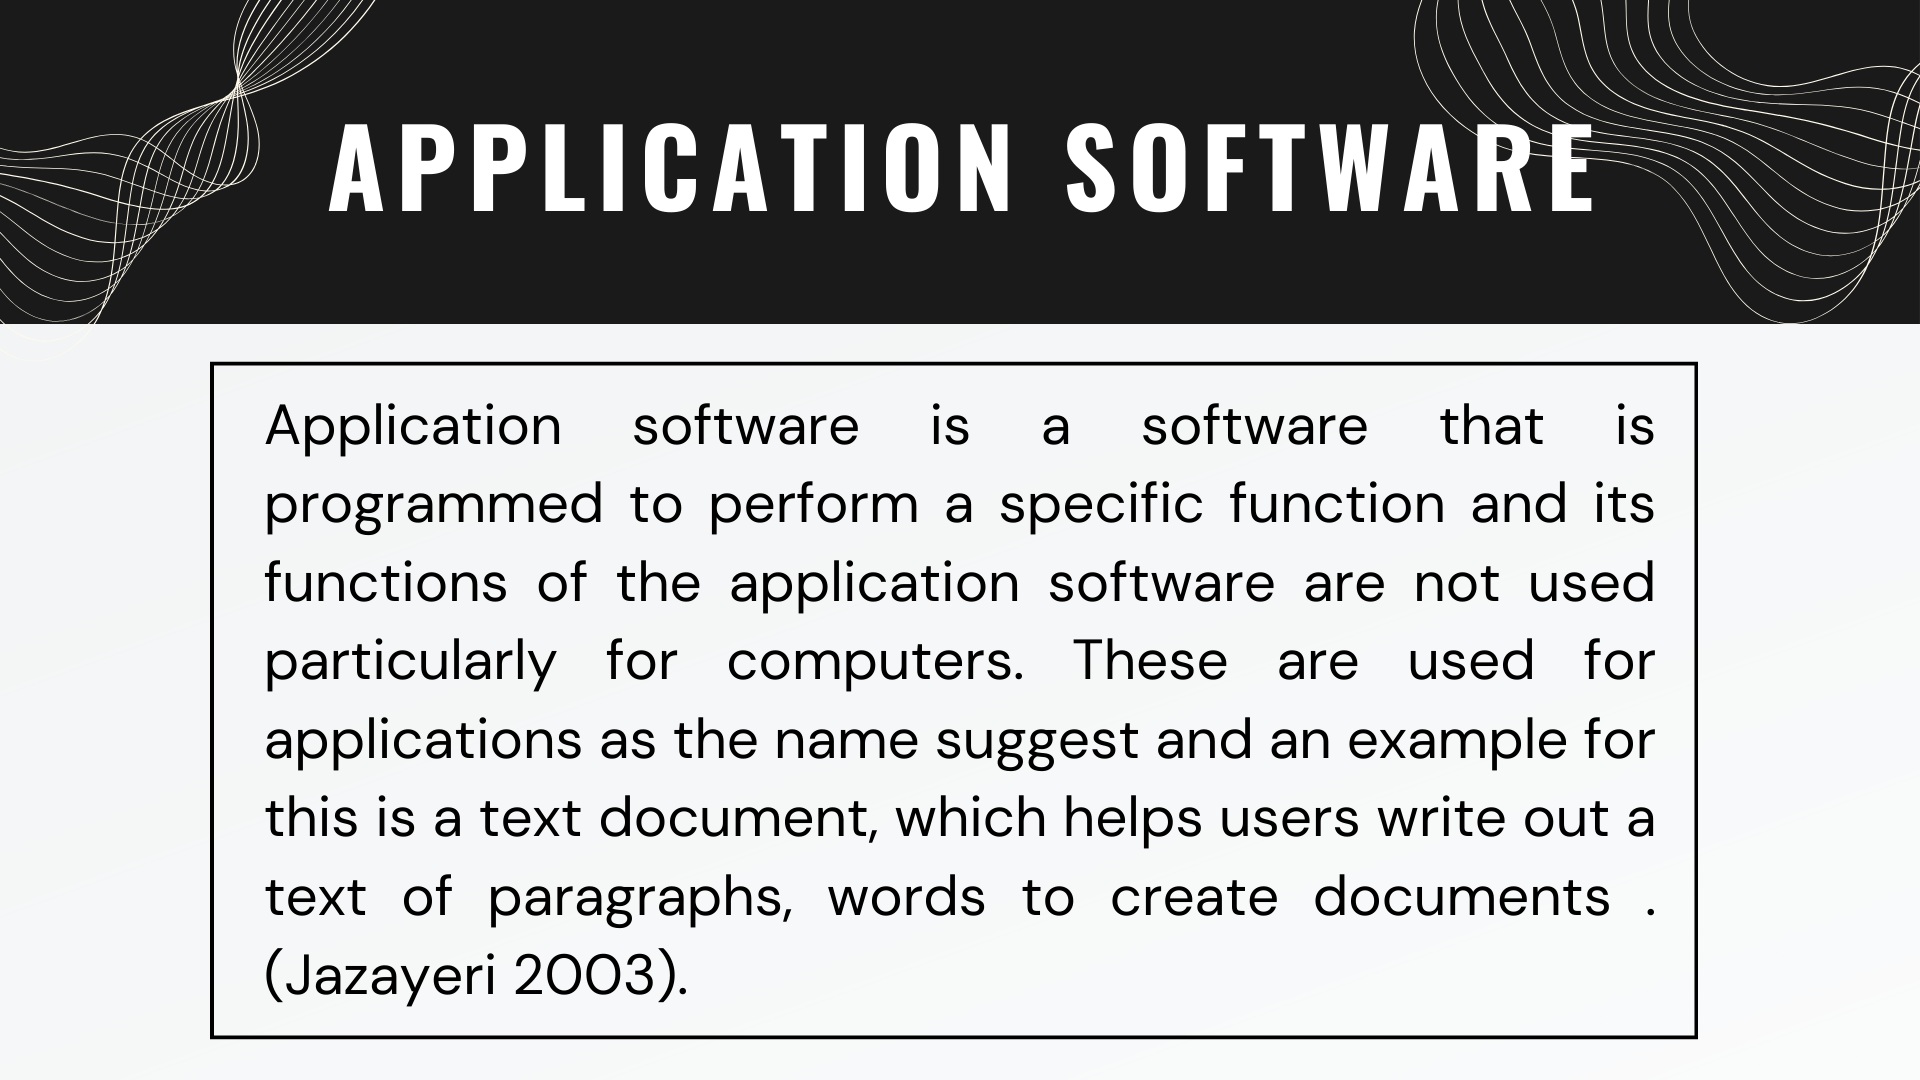 APPLICATION SOFTWARE
Application software is a software that is
programmed to perform a specific function and its
functions of the application software are not used
particularly for computers. These are used for
applications as the name suggest and an example for
this is a text document, which helps users write out a
text of paragraphs, words to create documents .
(Jazayeri 2003).